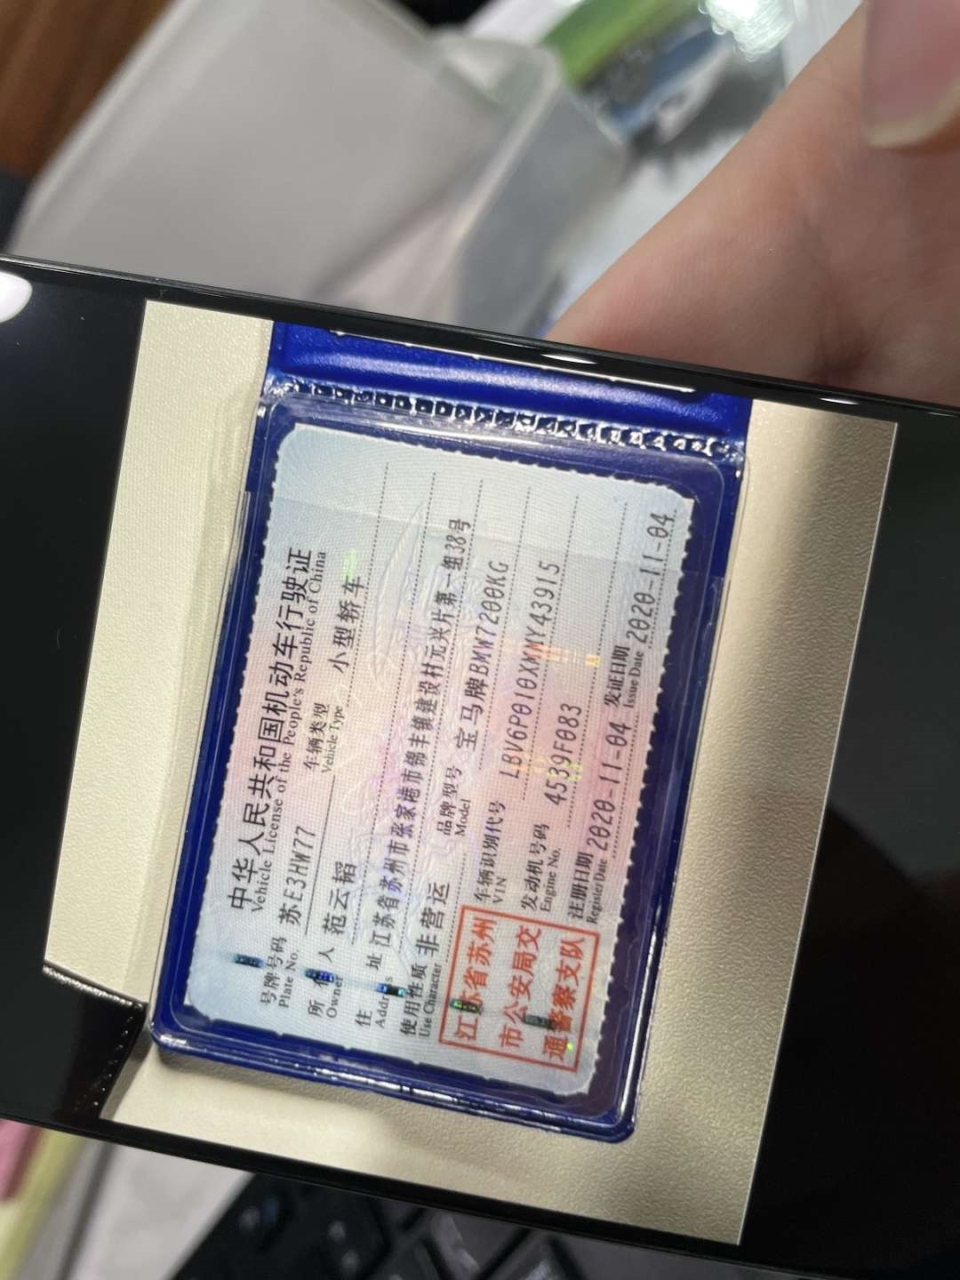 中华人民共和国机动车行驶证
Vehicle License of the People's Republic of China
号牌号码 苏E3HW77 车辆类型 小型轿车
Plate No. Vehicle Type
所有人 范云韬
Owner
住址 江苏省苏州市张家港市锦丰镇建设村元兴片第一组38号
Address
使用性质 非营运 品牌型号 宝马牌BMW7200KG
Use Character Model
江苏省苏州
市公安局交
通警察支队
车辆识别代号 LBV6P010XMMY43915
VIN
发动机号码 4539F083
Engine No.
注册日期 2020-11-04 发证日期 2020-11-04
Register Date Issue Date